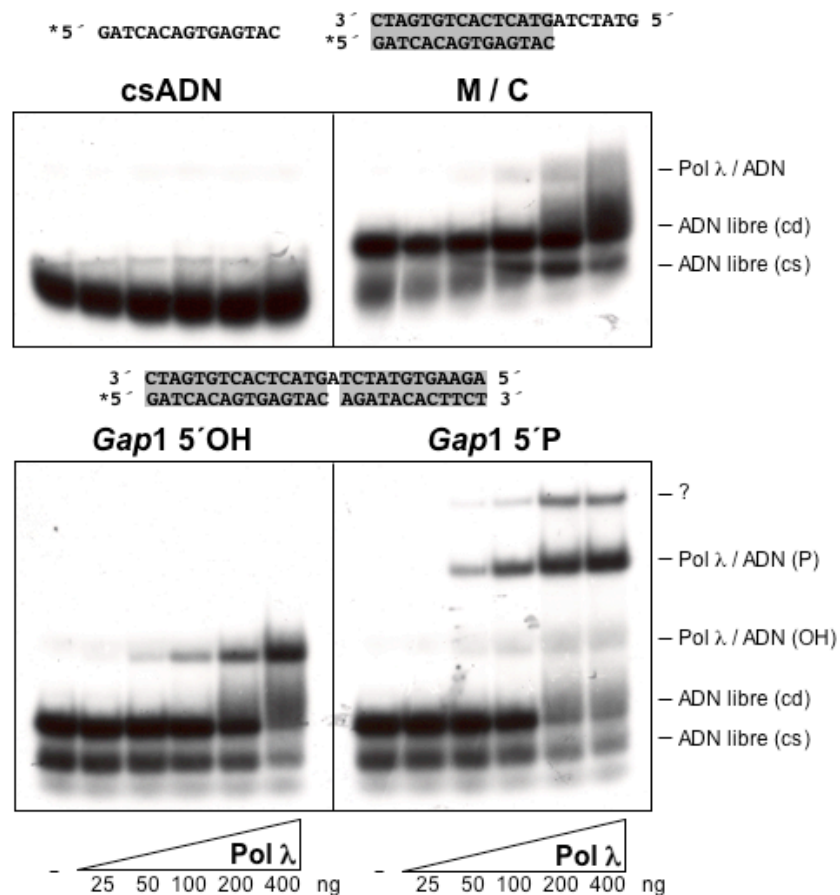 *5´ GATCACAGTGAGTAC
3´ CTAGTGTCACTCATGATCTATG 5´
*5´ GATCACAGTGAGTAC
csADN
M / C
– Pol λ / ADN
– ADN libre (cd)
– ADN libre (cs)
3´ CTAGTGTCACTCATGATCTATGTGAAGA 5´
*5´ GATCACAGTGAGTAC AGATACACTTCT 3´
Gap1 5´OH
Gap1 5´P
– ?
– Pol λ / ADN (P)
– Pol λ / ADN (OH)
– ADN libre (cd)
– ADN libre (cs)
Pol λ
Pol λ
– 25 50 100 200 400 ng
– 25 50 100 200 400 ng